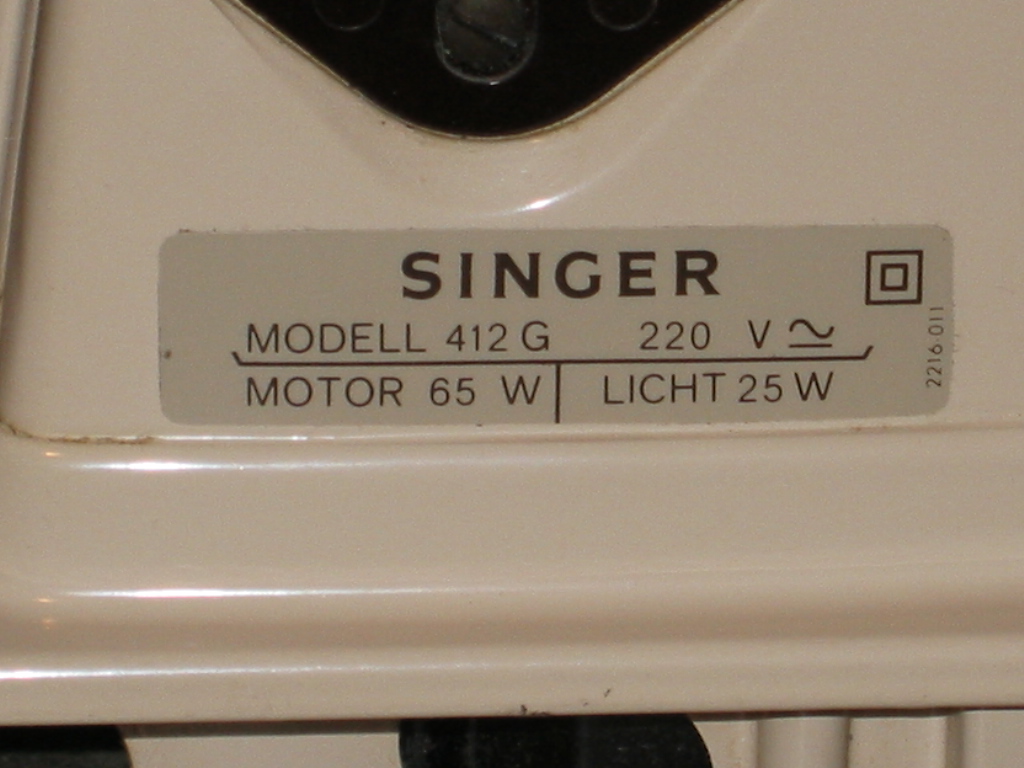 SINGER
MODELL 412 G 220 V ⏦
MOTOR 65 W LICHT 25 W
2216 011